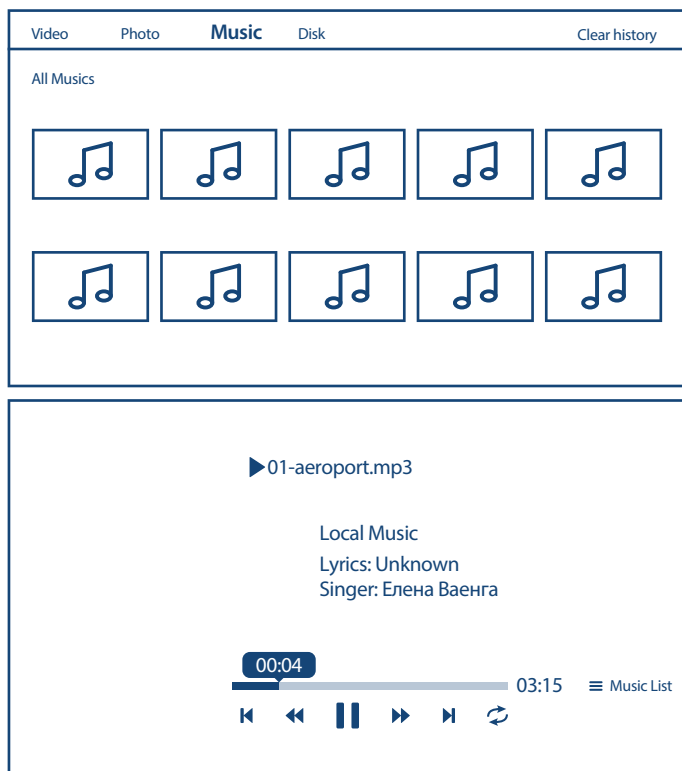 Video Photo Music Disk Clear history
All Musics
01-aeroport.mp3
Local Music
Lyrics: Unknown
Singer: Елена Ваенга
00:04
03:15 Music List